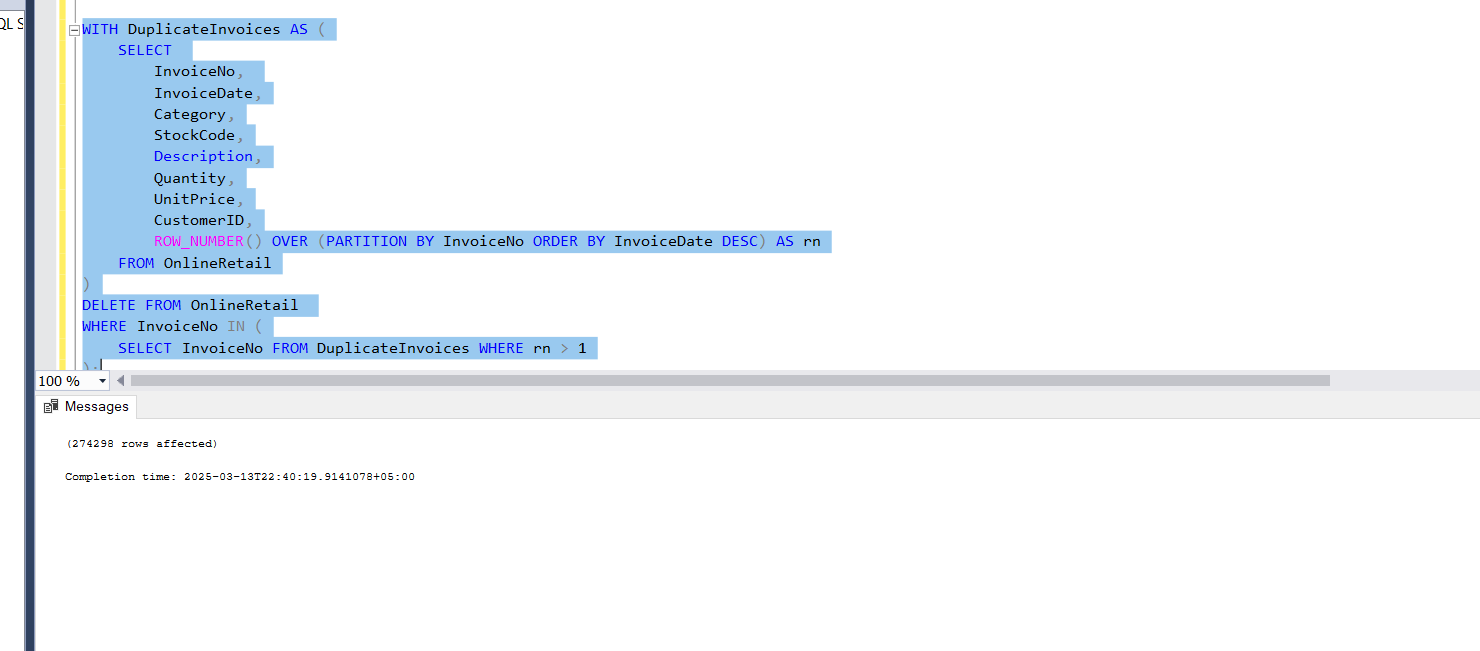 QL S
WITH DuplicateInvoices AS (
SELECT
InvoiceNo,
InvoiceDate,
Category,
StockCode,
Description,
Quantity,
UnitPrice,
CustomerID,
ROW_NUMBER() OVER (PARTITION BY InvoiceNo ORDER BY InvoiceDate DESC) AS rn
FROM OnlineRetail
)
DELETE FROM OnlineRetail
WHERE InvoiceNo IN (
SELECT InvoiceNo FROM DuplicateInvoices WHERE rn > 1
);
100 %
Messages
(274298 rows affected)
Completion time: 2025-03-13T22:40:19.9141078+05:00